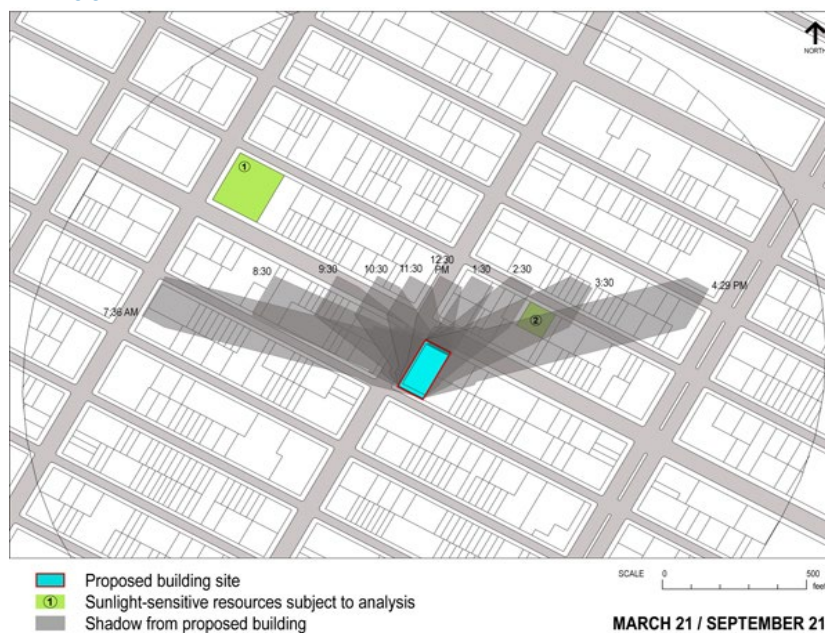 NORTH
①
12:30
PM
8:30
9:30
10:30
11:30
1:30
2:30
3:30
4:29 PM
7:36 AM
②
Proposed building site
① Sunlight-sensitive resources subject to analysis
Shadow from proposed building
SCALE 0 500
feet
MARCH 21 / SEPTEMBER 21